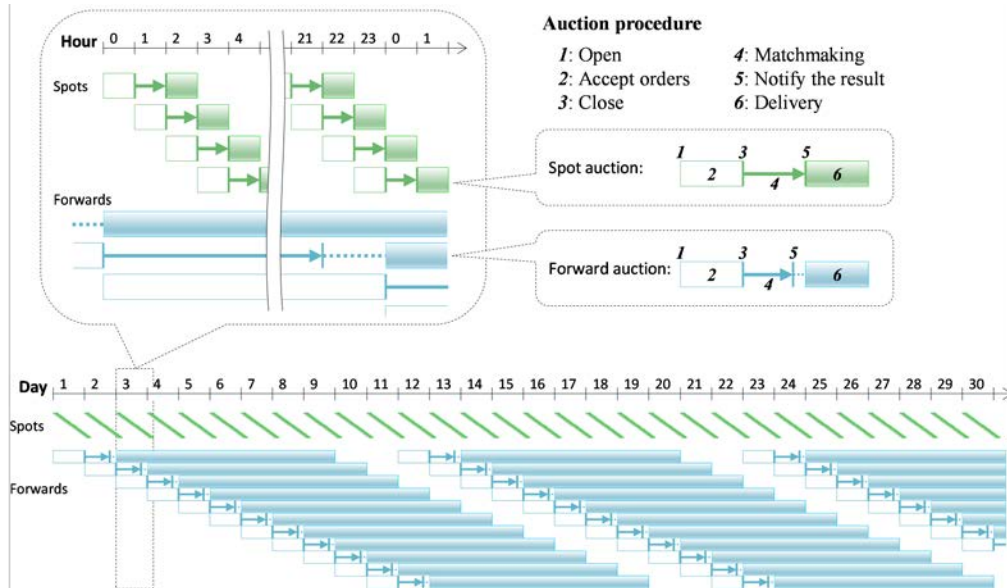 Auction procedure
1: Open
4: Matchmaking
2: Accept orders
5: Notify the result
3: Close
6: Delivery
Hour 0 1 2 3 4 21 22 23 0 1
Spots
Forwards
Spot auction:
1 3 5
2 4 6
Forward auction:
1 3 5
2 4 6
Day 1 2 3 4 5 6 7 8 9 10 11 12 13 14 15 16 17 18 19 20 21 22 23 24 25 26 27 28 29 30
Spots
Forwards